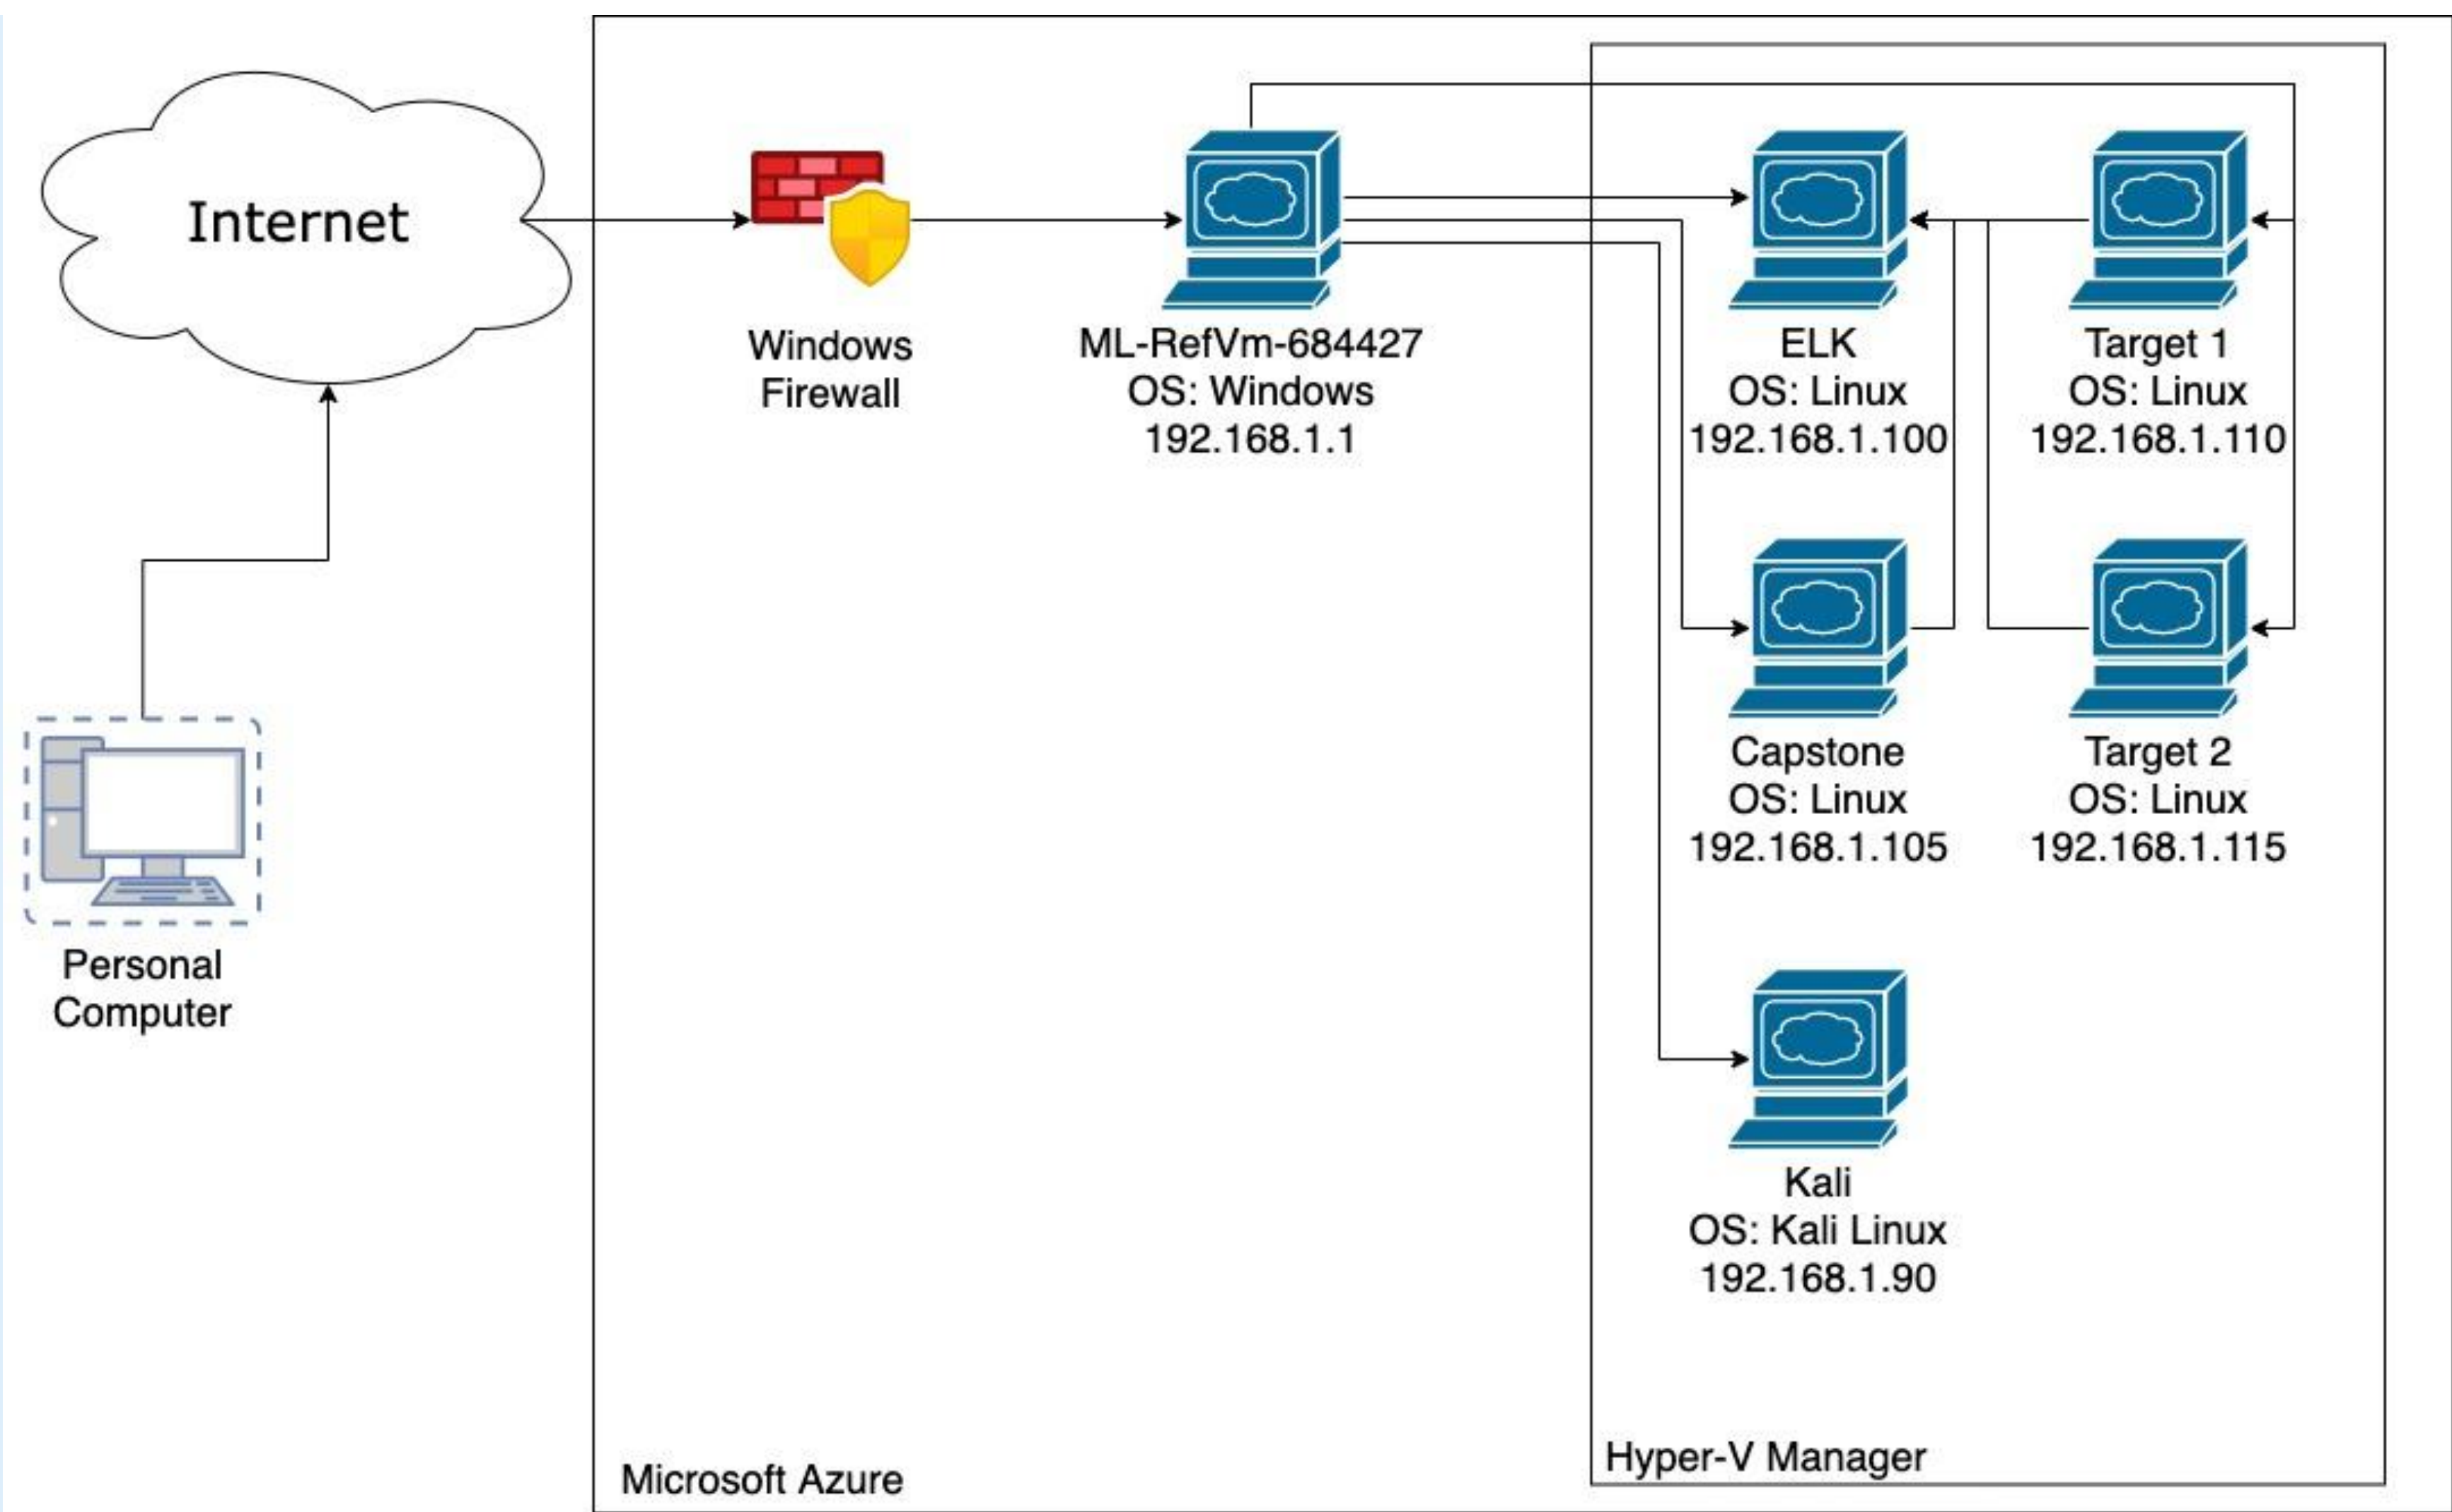 Internet
Windows
Firewall
ML-RefVm-684427
OS: Windows
192.168.1.1
ELK
OS: Linux
192.168.1.100
Target 1
OS: Linux
192.168.1.110
Capstone
OS: Linux
192.168.1.105
Target 2
OS: Linux
192.168.1.115
Personal
Computer
Kali
OS: Kali Linux
192.168.1.90
Hyper-V Manager
Microsoft Azure